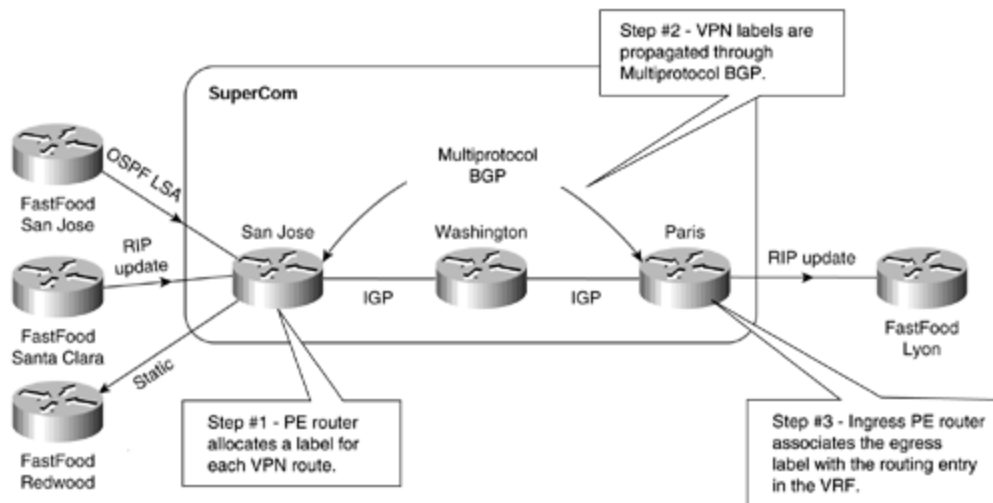 Step #2 - VPN labels are
propagated through
Multiprotocol BGP.
SuperCom
Multiprotocol
BGP
OSPF LSA
FastFood
San Jose
San Jose
Washington
Paris
RIP
update
RIP update
IGP
IGP
FastFood
Santa Clara
FastFood
Lyon
Static
Step #1 - PE router
allocates a label for
each VPN route.
Step #3 - Ingress PE router
associates the egress
label with the routing entry
in the VRF.
FastFood
Redwood